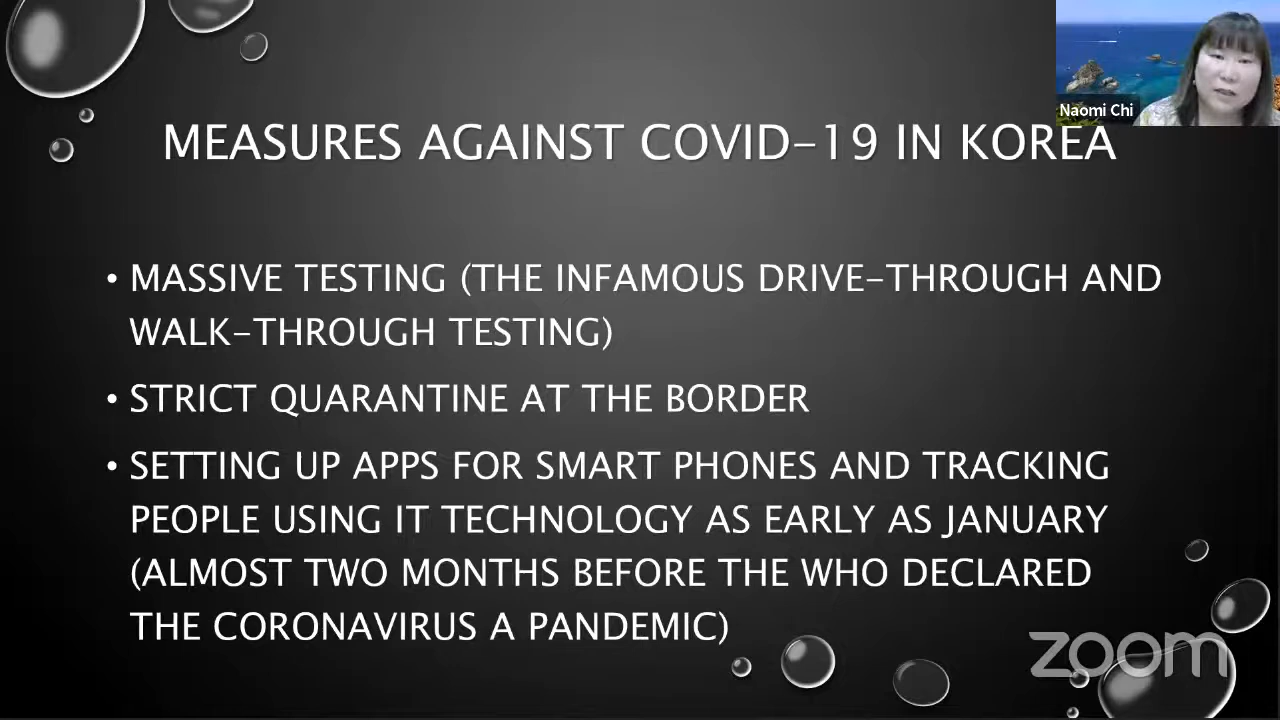 Naomi Chi
MEASURES AGAINST COVID-19 IN KOREA
• MASSIVE TESTING (THE INFAMOUS DRIVE-THROUGH AND
WALK-THROUGH TESTING)
• STRICT QUARANTINE AT THE BORDER
• SETTING UP APPS FOR SMART PHONES AND TRACKING
PEOPLE USING IT TECHNOLOGY AS EARLY AS JANUARY
(ALMOST TWO MONTHS BEFORE THE WHO DECLARED
THE CORONAVIRUS A PANDEMIC)
zoom